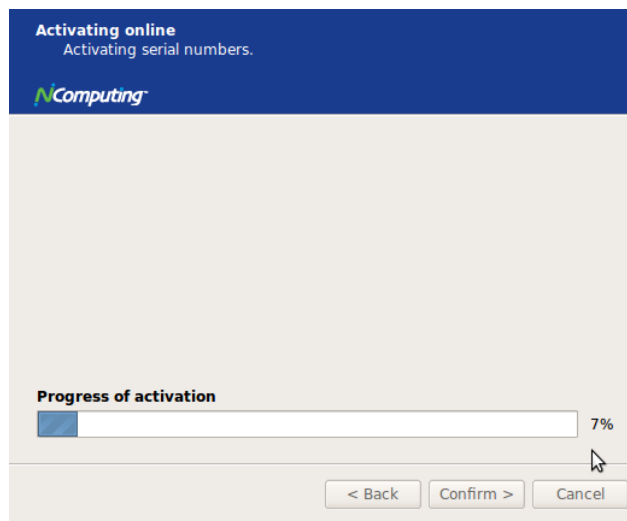 Activating online
Activating serial numbers.
NComputing
Progress of activation
7%
< Back Confirm > Cancel